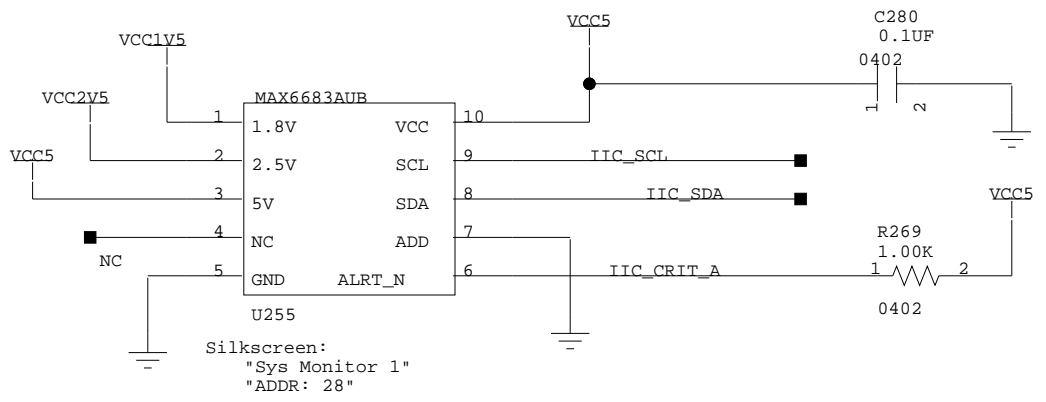 VCC5
C280
0.1UF
VCC1V5
0402
VCC2V5
MAX6683AUB
1 1.8V VCC 10
1 2
VCC5
2 2.5V SCL 9 IIC_SCL
3 5V SDA 8 IIC_SDA
VCC5
4 NC ADD 7
NC
R269
1.00K
5 GND ALRT_N 6 IIC_CRIT_A 1 2
0402
U255
Silkscreen:
"Sys Monitor 1"
"ADDR: 28"